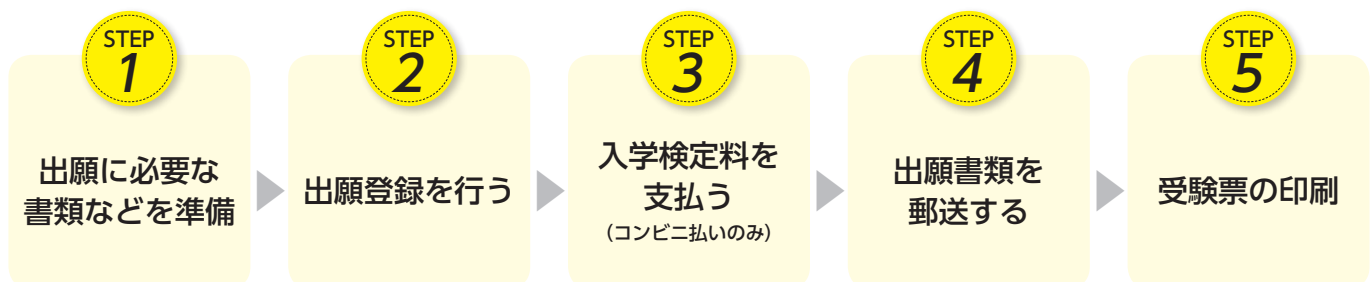 STEP
1
出願に必要な
書類などを準備
STEP
2
出願登録を行う
STEP
3
入学検定料を
支払う
(コンビニ払いのみ)
STEP
4
出願書類を
郵送する
STEP
5
受験票の印刷